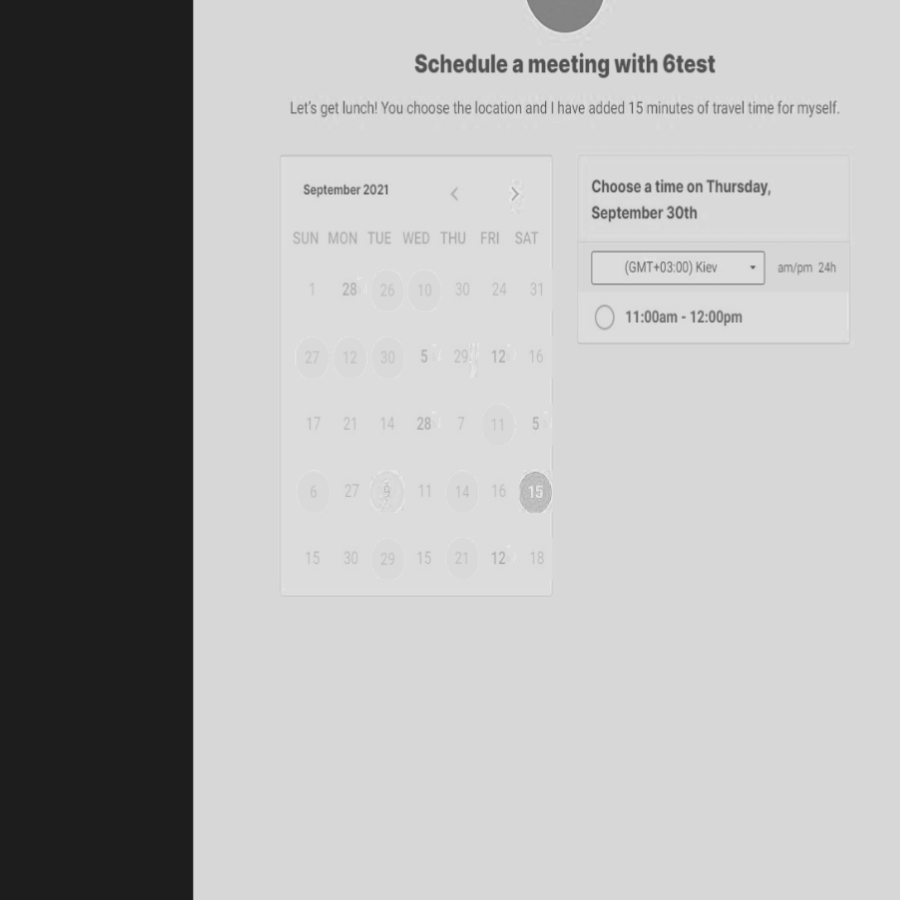 Schedule a meeting with 6test
Let's get lunch! You choose the location and I have added 15 minutes of travel time for myself.
September 2021
SUN MON TUE WED THU FRI SAT
1 28 26 10 30 24 31
27 12 30 5 29 12 16
17 21 14 28 7 11 5
6 27 9 11 14 16 15
15 30 29 15 21 12 18
Choose a time on Thursday,
September 30th
(GMT+03:00) Kiev am/pm 24h
11:00am - 12:00pm